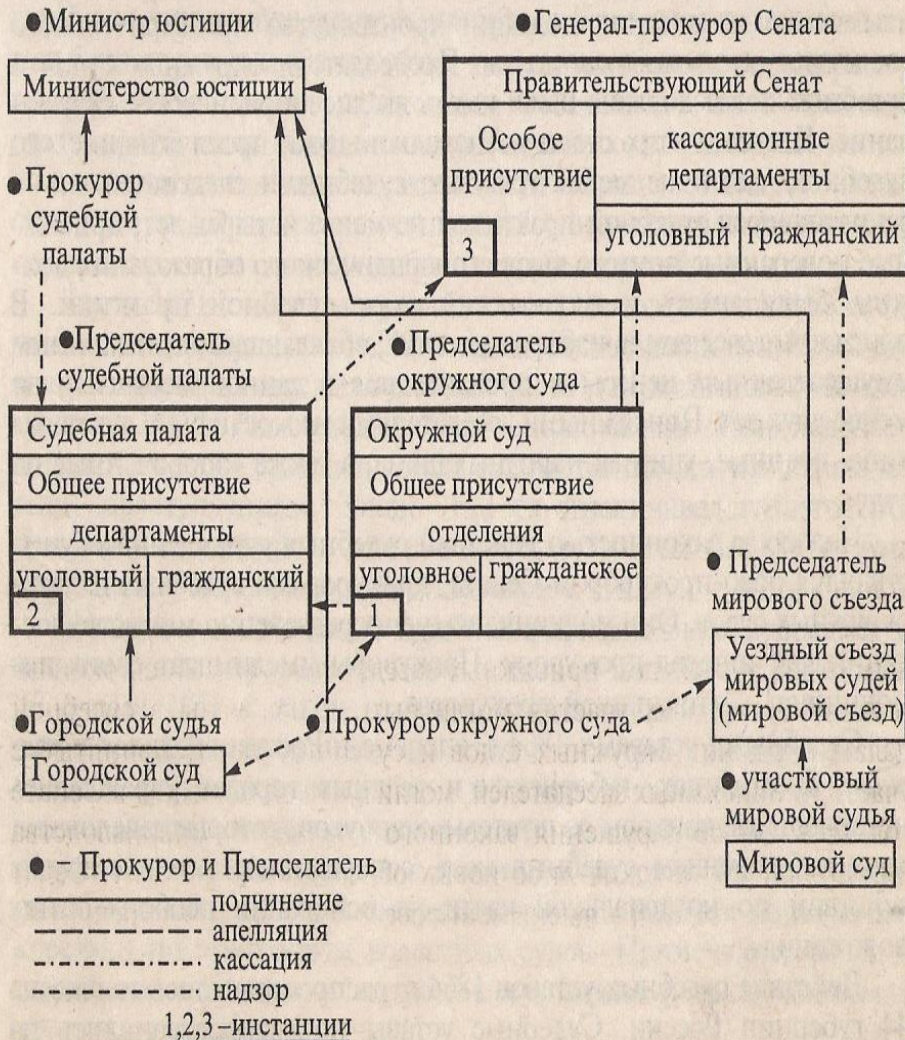 ●Министр юстиции
●Генерал-прокурор Сената
Министерство юстиции
Правительствующий Сенат
Особое
присутствие
кассационные
департаменты
уголовный гражданский
3
●Прокурор
судебной
палаты
●Председатель
судебной палаты
●Председатель
окружного суда
Судебная палата
Общее присутствие
департаменты
уголовный гражданский
2
Окружной суд
Общее присутствие
отделения
уголовное гражданское
1
●Председатель
мирового съезда
Уездный съезд
мировых судей
(мировой съезд)
●Городской судья
Городской суд
●Прокурор окружного суда
●участковый
мировой судья
Мировой суд
● – Прокурор и Председатель
подчинение
апелляция
кассация
надзор
1,2,3 –инстанции